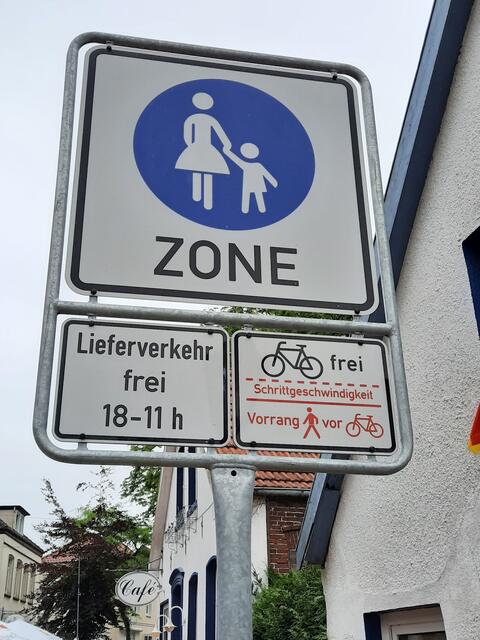 ZONE
Lieferverkehr
frei
18-11 h
frei
Schrittgeschwindigkeit
Vorrang vor
Café